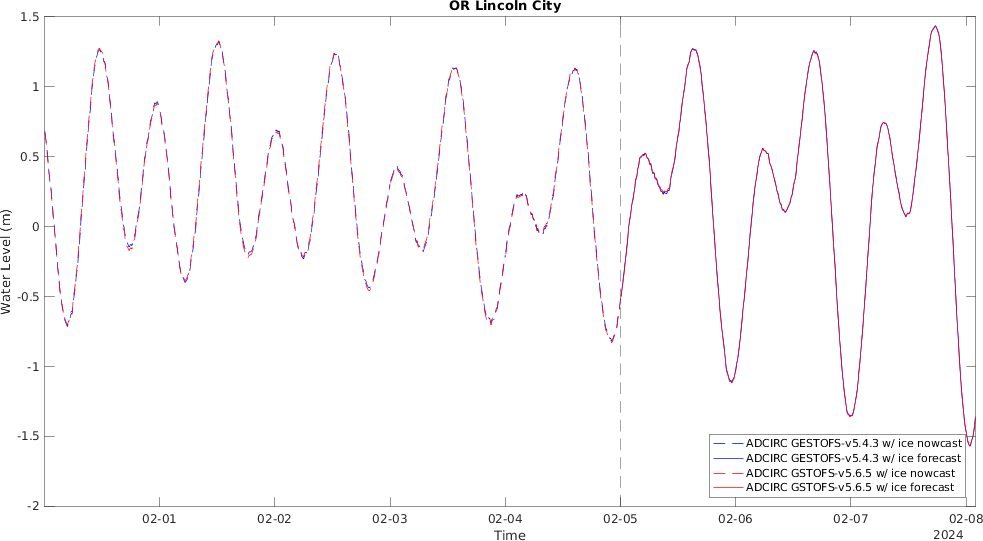 OR Lincoln City
1.5
1
0.5
0
-0.5
-1
-1.5
-2
Water Level (m)
02-01
02-02
02-03
02-04
02-05
02-06
02-07
02-08
2024
Time
ADCIRC GESTOFS-v5.4.3 w/ ice nowcast
ADCIRC GESTOFS-v5.4.3 w/ ice forecast
ADCIRC GSTOFS-v5.6.5 w/ ice nowcast
ADCIRC GSTOFS-v5.6.5 w/ ice forecast